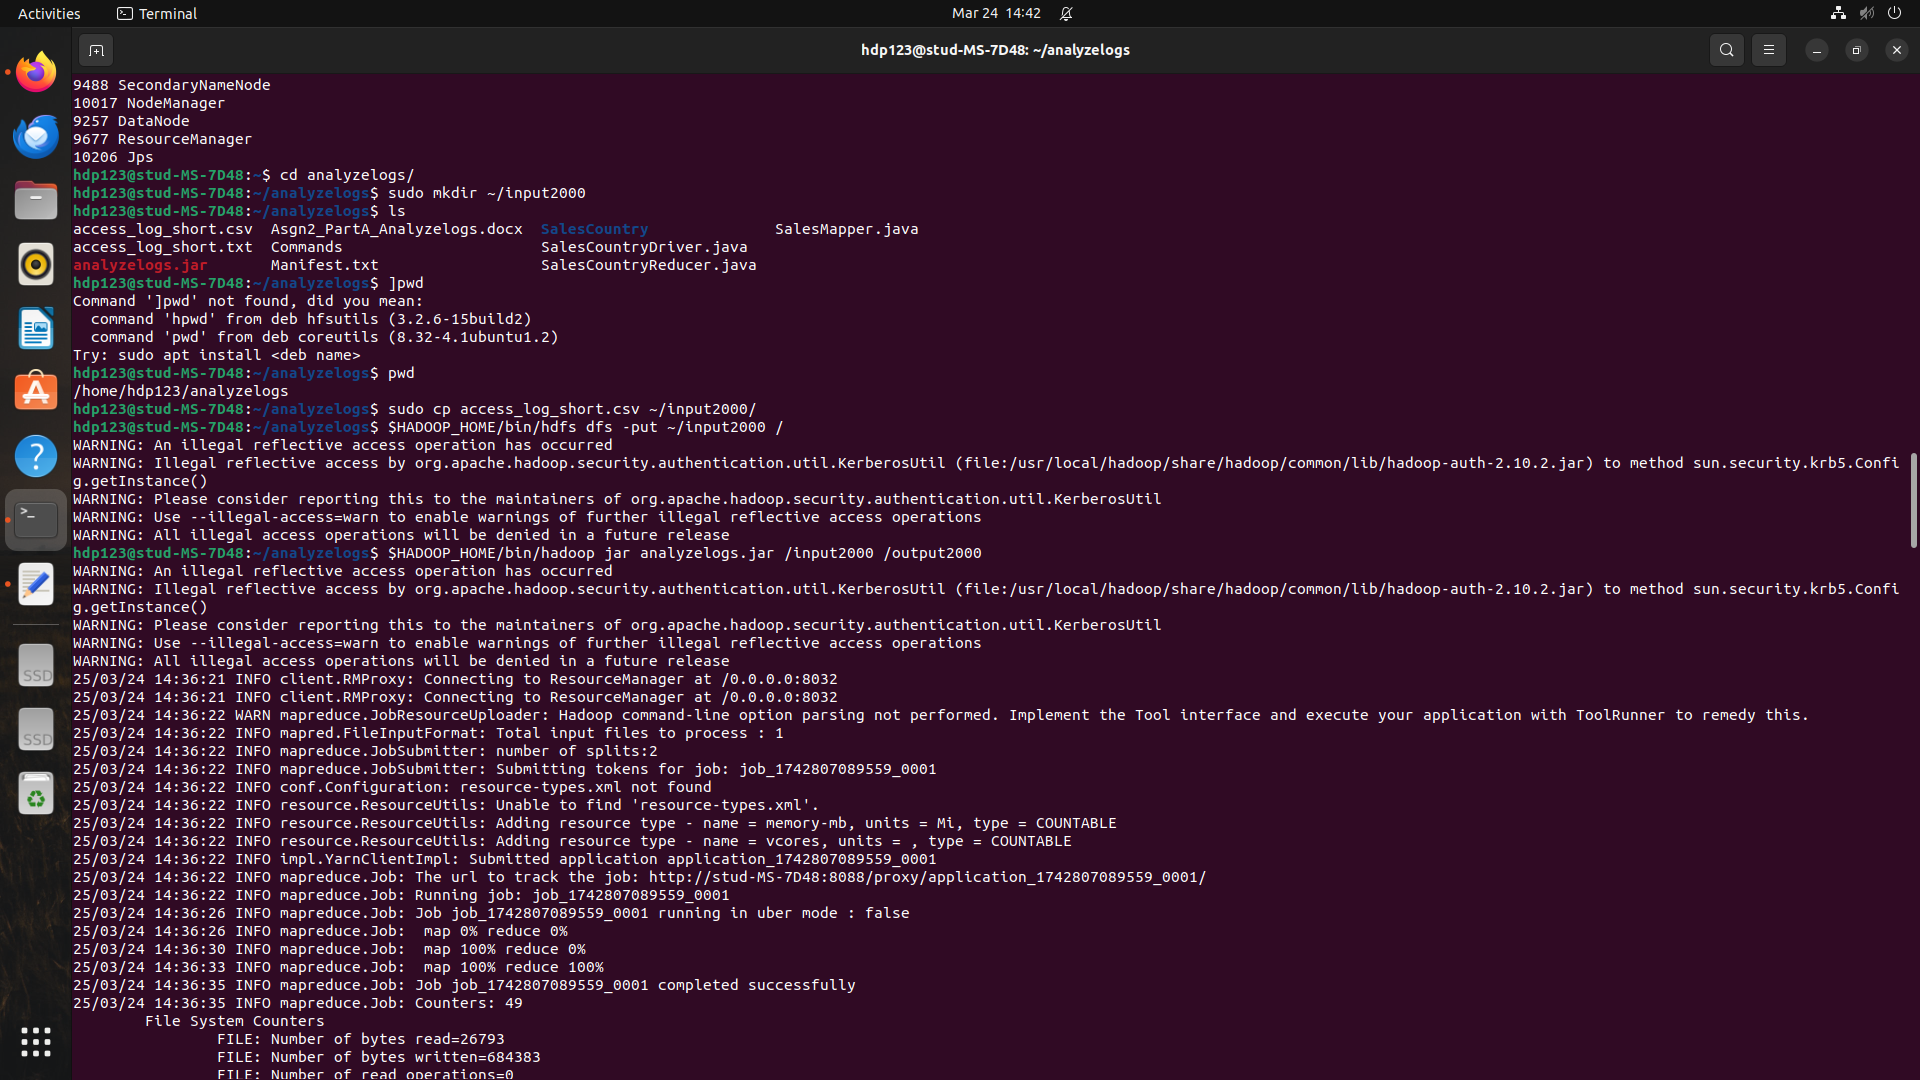 Activities
Terminal
Mar 24 14:42
hdp123@stud-MS-7D48: ~/analyzelogs
9488 SecondaryNameNode
10017 NodeManager
9257 DataNode
9677 ResourceManager
10206 Jps
hdp123@stud-MS-7D48:~$ cd analyzelogs/
hdp123@stud-MS-7D48:~/analyzelogs$ sudo mkdir ~/input2000
hdp123@stud-MS-7D48:~/analyzelogs$ ls
access_log_short.csv  Asgn2_PartA_Analyzelogs.docx  SalesCountry              SalesMapper.java
access_log_short.txt  Commands                      SalesCountryDriver.java
analyzelogs.jar       Manifest.txt                  SalesCountryReducer.java
hdp123@stud-MS-7D48:~/analyzelogs$ ]pwd
Command ']pwd' not found, did you mean:
  command 'hpwd' from deb hfsutils (3.2.6-15build2)
  command 'pwd' from deb coreutils (8.32-4.1ubuntu1.2)
Try: sudo apt install <deb name>
hdp123@stud-MS-7D48:~/analyzelogs$ pwd
/home/hdp123/analyzelogs
hdp123@stud-MS-7D48:~/analyzelogs$ sudo cp access_log_short.csv ~/input2000/
hdp123@stud-MS-7D48:~/analyzelogs$ $HADOOP_HOME/bin/hdfs dfs -put ~/input2000 /
WARNING: An illegal reflective access operation has occurred
WARNING: Illegal reflective access by org.apache.hadoop.security.authentication.util.KerberosUtil (file:/usr/local/hadoop/share/hadoop/common/lib/hadoop-auth-2.10.2.jar) to method sun.security.krb5.Confi
g.getInstance()
WARNING: Please consider reporting this to the maintainers of org.apache.hadoop.security.authentication.util.KerberosUtil
WARNING: Use --illegal-access=warn to enable warnings of further illegal reflective access operations
WARNING: All illegal access operations will be denied in a future release
hdp123@stud-MS-7D48:~/analyzelogs$ $HADOOP_HOME/bin/hadoop jar analyzelogs.jar /input2000 /output2000
WARNING: An illegal reflective access operation has occurred
WARNING: Illegal reflective access by org.apache.hadoop.security.authentication.util.KerberosUtil (file:/usr/local/hadoop/share/hadoop/common/lib/hadoop-auth-2.10.2.jar) to method sun.security.krb5.Confi
g.getInstance()
WARNING: Please consider reporting this to the maintainers of org.apache.hadoop.security.authentication.util.KerberosUtil
WARNING: Use --illegal-access=warn to enable warnings of further illegal reflective access operations
WARNING: All illegal access operations will be denied in a future release
25/03/24 14:36:21 INFO client.RMProxy: Connecting to ResourceManager at /0.0.0.0:8032
25/03/24 14:36:21 INFO client.RMProxy: Connecting to ResourceManager at /0.0.0.0:8032
25/03/24 14:36:22 WARN mapreduce.JobResourceUploader: Hadoop command-line option parsing not performed. Implement the Tool interface and execute your application with ToolRunner to remedy this.
25/03/24 14:36:22 INFO mapred.FileInputFormat: Total input files to process : 1
25/03/24 14:36:22 INFO mapreduce.JobSubmitter: number of splits:2
25/03/24 14:36:22 INFO mapreduce.JobSubmitter: Submitting tokens for job: job_1742807089559_0001
25/03/24 14:36:22 INFO conf.Configuration: resource-types.xml not found
25/03/24 14:36:22 INFO resource.ResourceUtils: Unable to find 'resource-types.xml'.
25/03/24 14:36:22 INFO resource.ResourceUtils: Adding resource type - name = memory-mb, units = Mi, type = COUNTABLE
25/03/24 14:36:22 INFO resource.ResourceUtils: Adding resource type - name = vcores, units = , type = COUNTABLE
25/03/24 14:36:22 INFO impl.YarnClientImpl: Submitted application application_1742807089559_0001
25/03/24 14:36:22 INFO mapreduce.Job: The url to track the job: http://stud-MS-7D48:8088/proxy/application_1742807089559_0001/
25/03/24 14:36:22 INFO mapreduce.Job: Running job: job_1742807089559_0001
25/03/24 14:36:26 INFO mapreduce.Job: Job job_1742807089559_0001 running in uber mode : false
25/03/24 14:36:26 INFO mapreduce.Job:  map 0% reduce 0%
25/03/24 14:36:30 INFO mapreduce.Job:  map 100% reduce 0%
25/03/24 14:36:33 INFO mapreduce.Job:  map 100% reduce 100%
25/03/24 14:36:35 INFO mapreduce.Job: Job job_1742807089559_0001 completed successfully
25/03/24 14:36:35 INFO mapreduce.Job: Counters: 49
        File System Counters
                FILE: Number of bytes read=26793
                FILE: Number of bytes written=684383
                FILE: Number of read operations=0
SSD
SSD